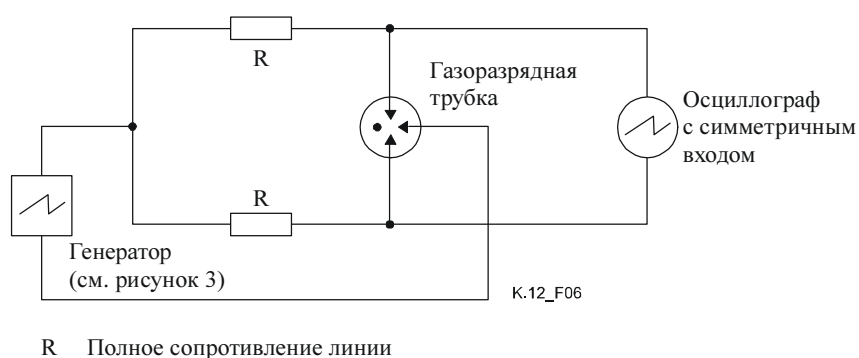 R
Газоразрядная
трубка
Осциллограф
с симметричным
входом
R
Генератор
(см. рисунок 3)
K.12_F06
R Полное сопротивление линии